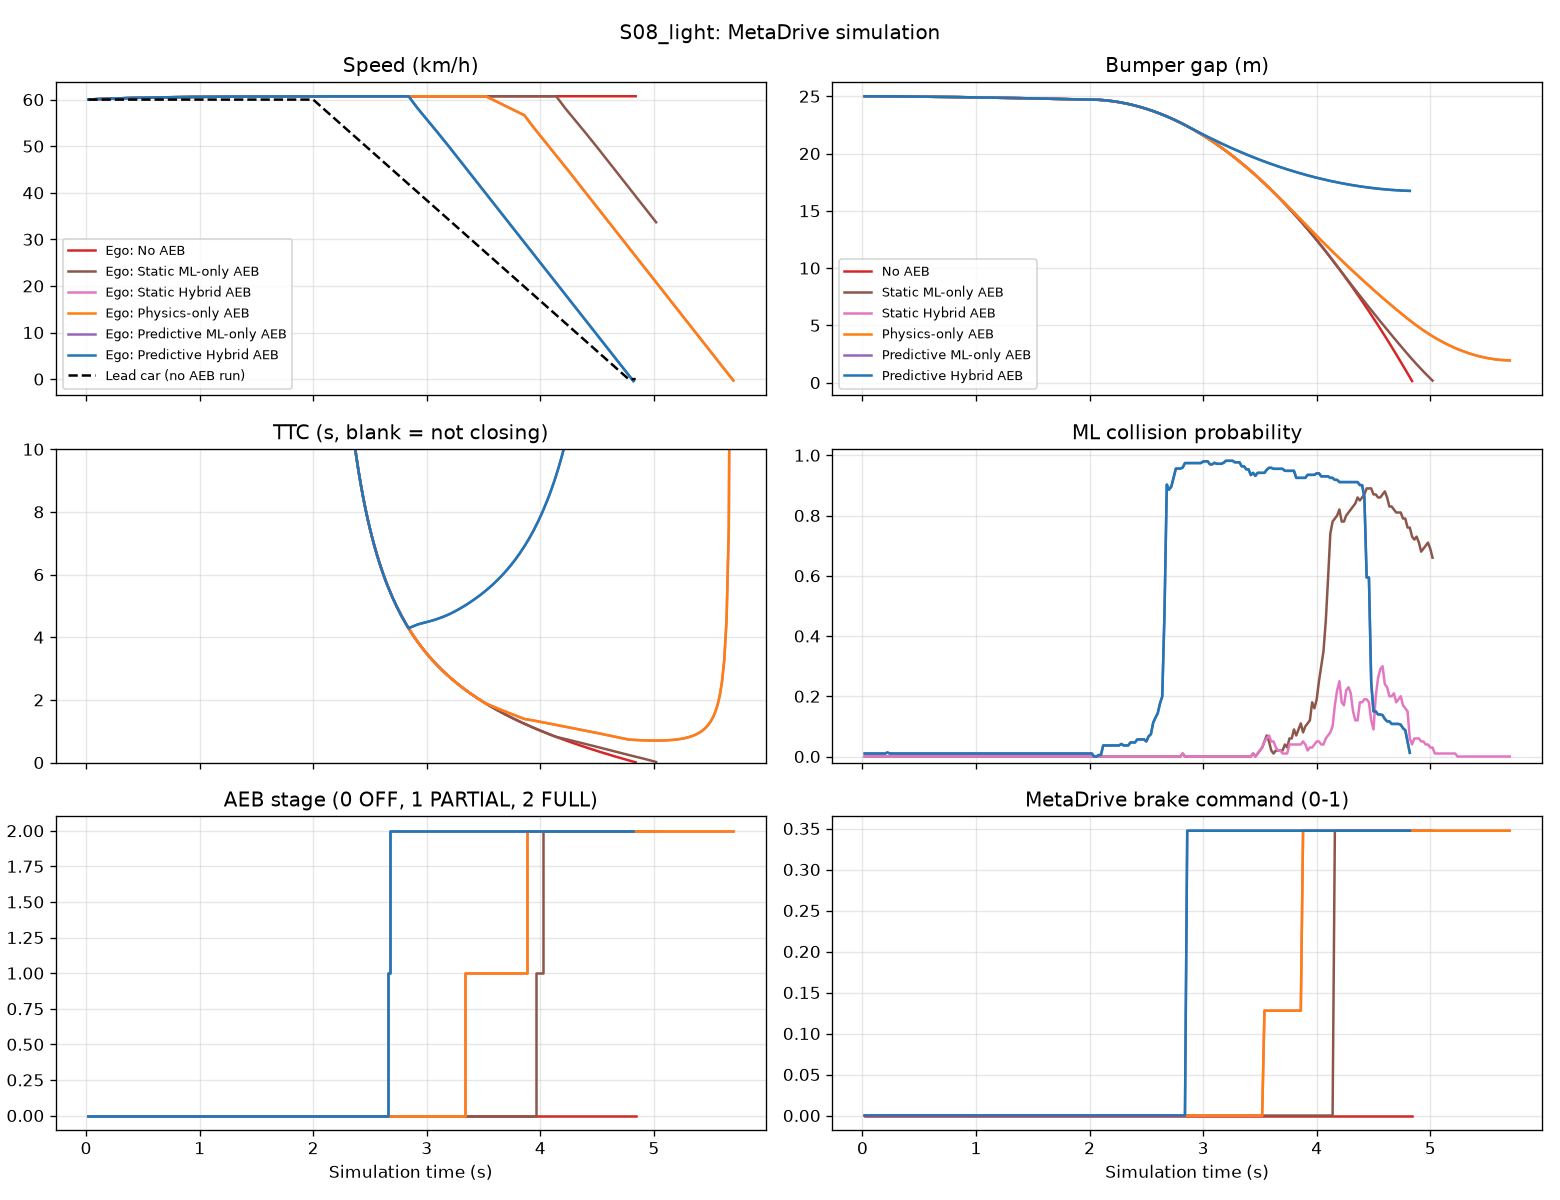 S08_light: MetaDrive simulation
Speed (km/h)
60
50
40
30
20
10
0
Ego: No AEB
Ego: Static ML-only AEB
Ego: Static Hybrid AEB
Ego: Physics-only AEB
Ego: Predictive ML-only AEB
Ego: Predictive Hybrid AEB
Lead car (no AEB run)
Bumper gap (m)
25
20
15
10
5
0
No AEB
Static ML-only AEB
Static Hybrid AEB
Physics-only AEB
Predictive ML-only AEB
Predictive Hybrid AEB
TTC (s, blank = not closing)
10
8
6
4
2
0
ML collision probability
1.0
0.8
0.6
0.4
0.2
0.0
AEB stage (0 OFF, 1 PARTIAL, 2 FULL)
2.00
1.75
1.50
1.25
1.00
0.75
0.50
0.25
0.00
0 1 2 3 4 5
Simulation time (s)
MetaDrive brake command (0-1)
0.35
0.30
0.25
0.20
0.15
0.10
0.05
0.00
0 1 2 3 4 5
Simulation time (s)